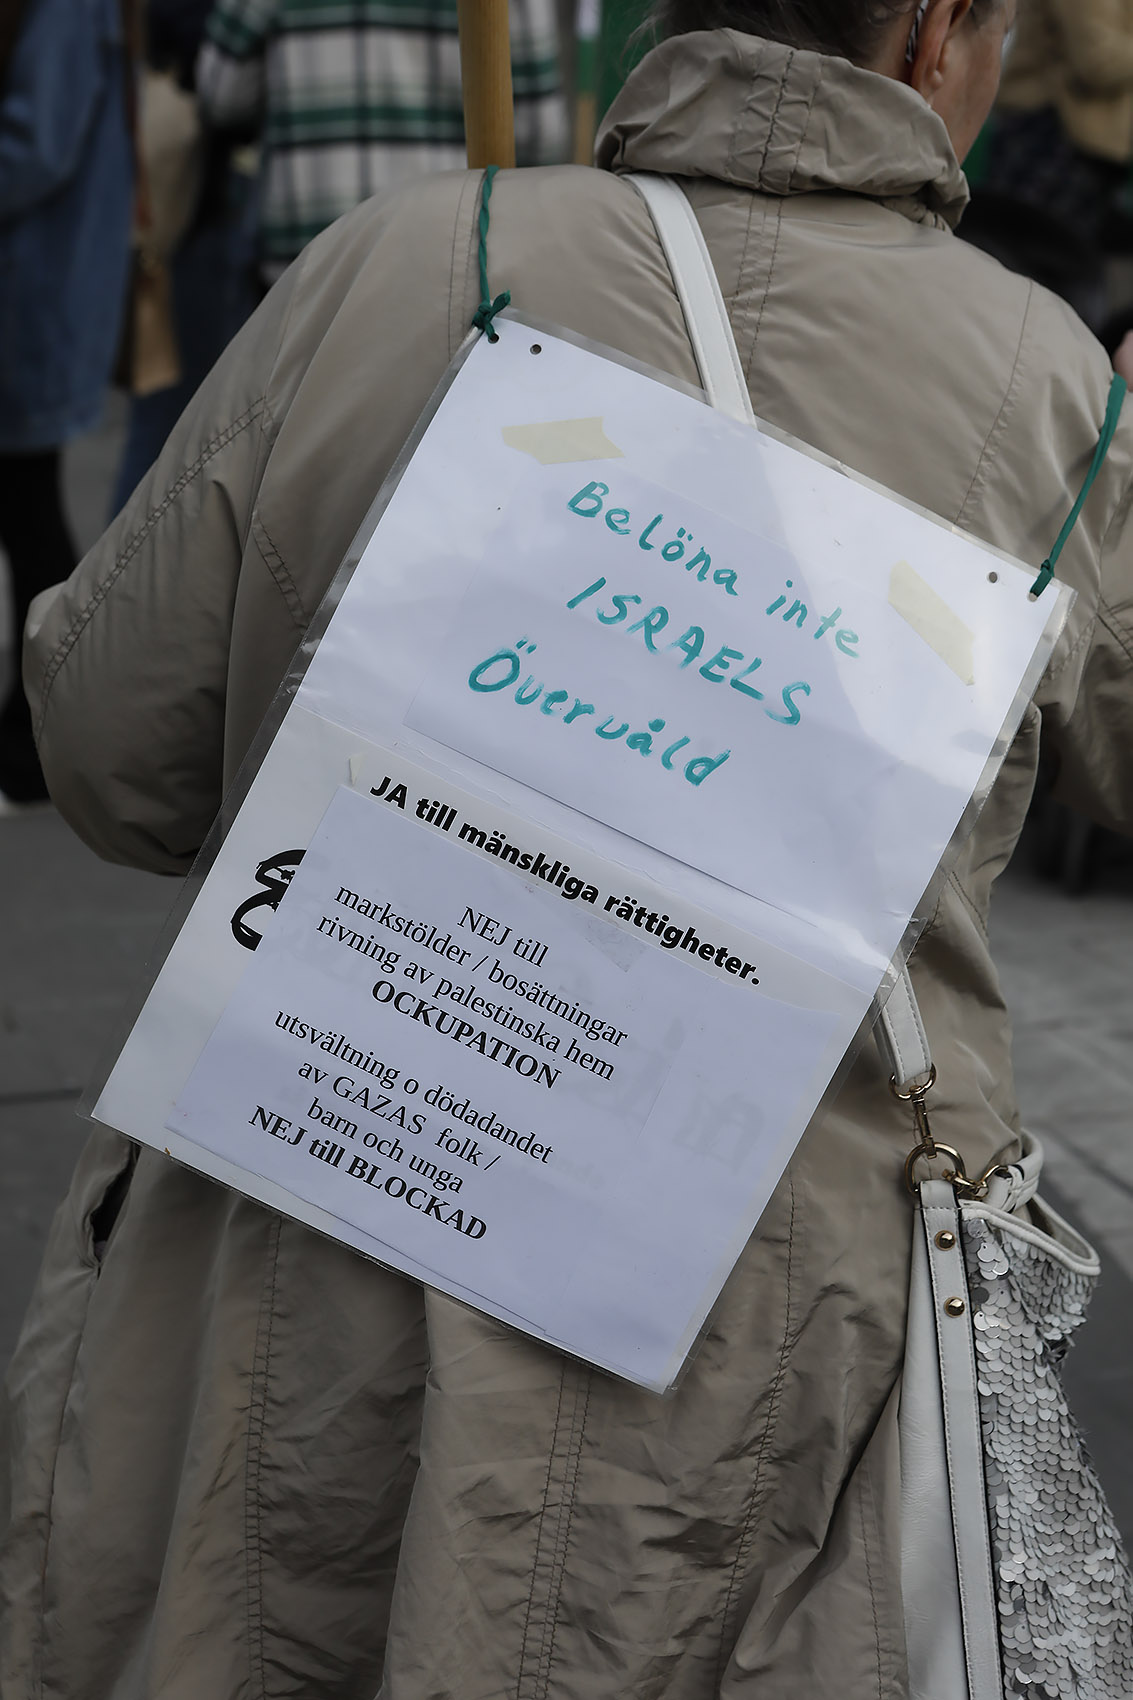 Belöna inte
ISRAELS
Övervåld
JA till mänskliga rättigheter.
NEJ till
markstölder / bosättningar
rivning av palestinska hem
OCKUPATION
utsvältning o dödadandet
av GAZAS folk /
barn och unga
NEJ till BLOCKAD